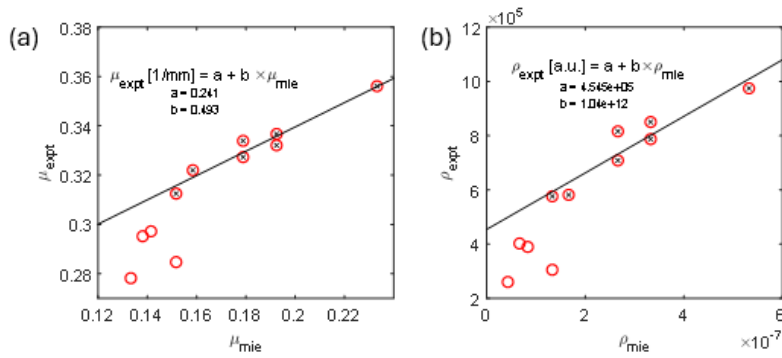 (a)
0.38
0.36
0.34
0.32
0.3
0.28
μexpt
μexpt [1/mm] = a + b ×μmie
a = 0.241
b = 0.493
0.12 0.14 0.16 0.18 0.2 0.22
μmie
(b)
12 ×10^5
10
8
6
4
2
ρexpt
ρexpt [a.u.] = a + b×ρmie
a = 4.545e+05
b = 1.04e+12
0 2 4 6
ρmie ×10^-7